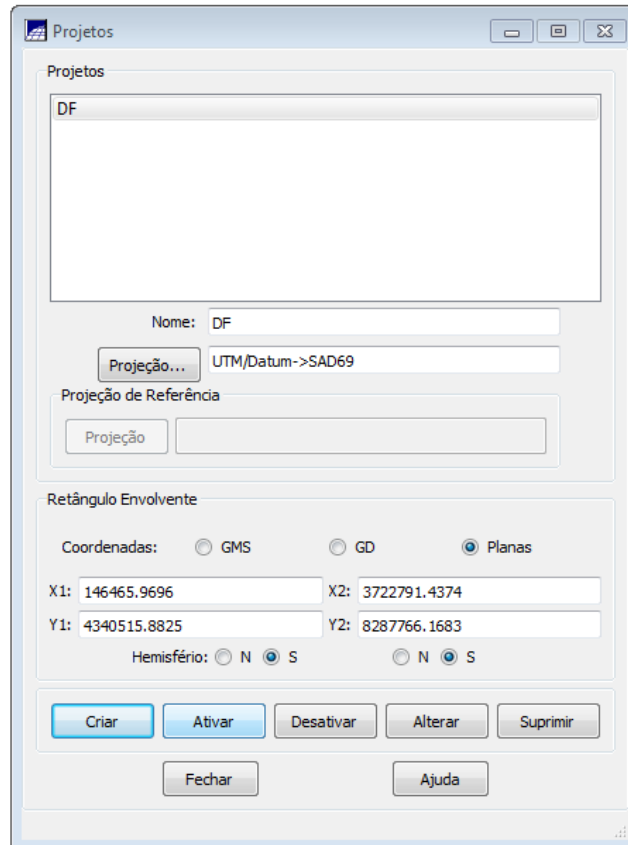 Projetos
Projetos
DF
Nome: DF
Projeção... UTM/Datum->SAD69
Projeção de Referência
Projeção
Retângulo Envolvente
Coordenadas: GMS GD Planas
X1: 146465.9696 X2: 3722791.4374
Y1: 4340515.8825 Y2: 8287766.1683
Hemisfério: N S N S
Criar Ativar Desativar Alterar Suprimir
Fechar Ajuda